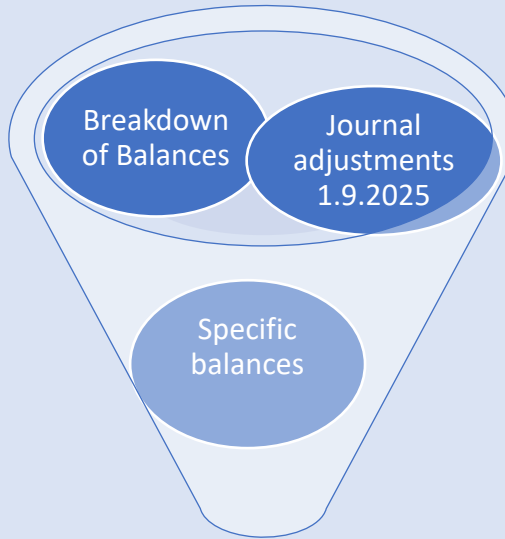 Breakdown
of Balances
Journal
adjustments
1.9.2025
Specific
balances